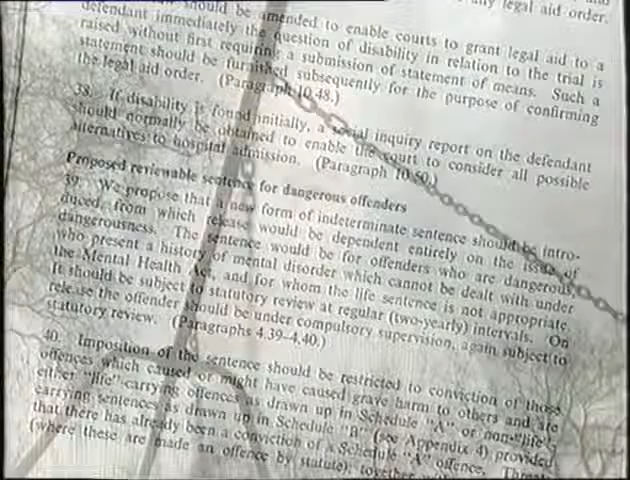 should be amended to enable courts to grant legal aid to a
any legal aid order.
defendant immediately the question of disability in relation to the trial is
raised without first requiring a submission of statement of means. Such a
statement should be furnished subsequently for the purpose of confirming
the legal aid order. (Paragraph 10.48.)
38. If disability is found initially, a social inquiry report on the defendant
should normally be obtained to enable the court to consider all possible
alternatives to hospital admission. (Paragraph 10.50.)
Proposed reviewable sentence for dangerous offenders
39. We propose that a new form of indeterminate sentence should be intro-
duced, from which release would be dependent entirely on the issue of
dangerousness. The sentence would be for offenders who are dangerous,
who present a history of mental disorder which cannot be dealt with under
the Mental Health Act, and for whom the life sentence is not appropriate.
It should be subject to statutory review at regular (two-yearly) intervals. On
release the offender should be under compulsory supervision, again subject to
statutory review. (Paragraphs 4.39–4.40.)
40. Imposition of the sentence should be restricted to conviction of those
offences which caused or might have caused grave harm to others and are
either "life"-carrying offences as drawn up in Schedule "A" or non-"life"-
carrying sentences as drawn up in Schedule "B" (see Appendix 4) provided
that there has already been a conviction of a Schedule "A" offence.
(where these are made an offence by statute), together